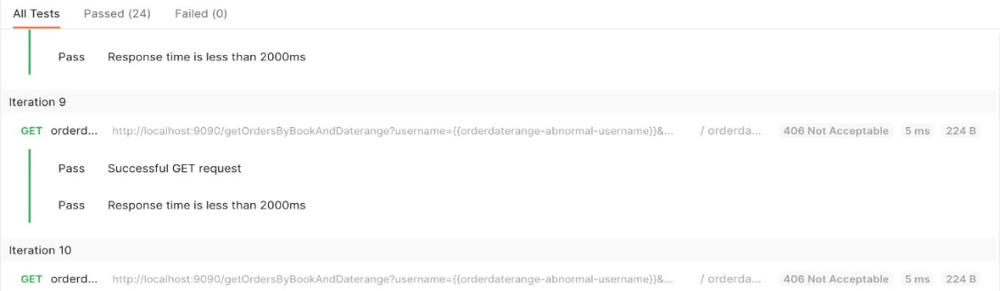 All Tests Passed (24) Failed (0)
Pass Response time is less than 2000ms
Iteration 9
GET orderd... http://localhost:9090/getOrdersByBookAndDaterange?username={{orderdaterange-abnormal-username}}&... / orderda... 406 Not Acceptable 5 ms 224 B
Pass Successful GET request
Pass Response time is less than 2000ms
Iteration 10
GET orderd... http://localhost:9090/getOrdersByBookAndDaterange?username={{orderdaterange-abnormal-username}}&... / orderda... 406 Not Acceptable 5 ms 224 B